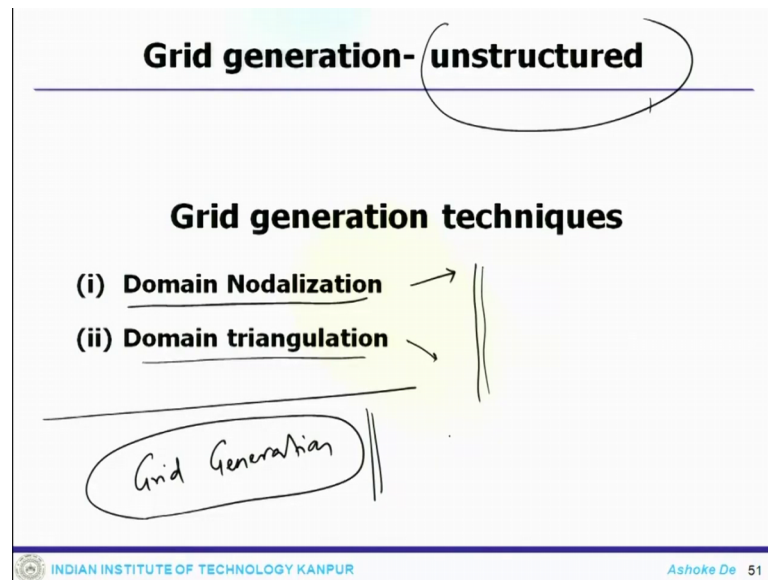 Grid generation- unstructured
Grid generation techniques
(i) Domain Nodalization
(ii) Domain triangulation
Grid Generation
INDIAN INSTITUTE OF TECHNOLOGY KANPUR
Ashoke De 51